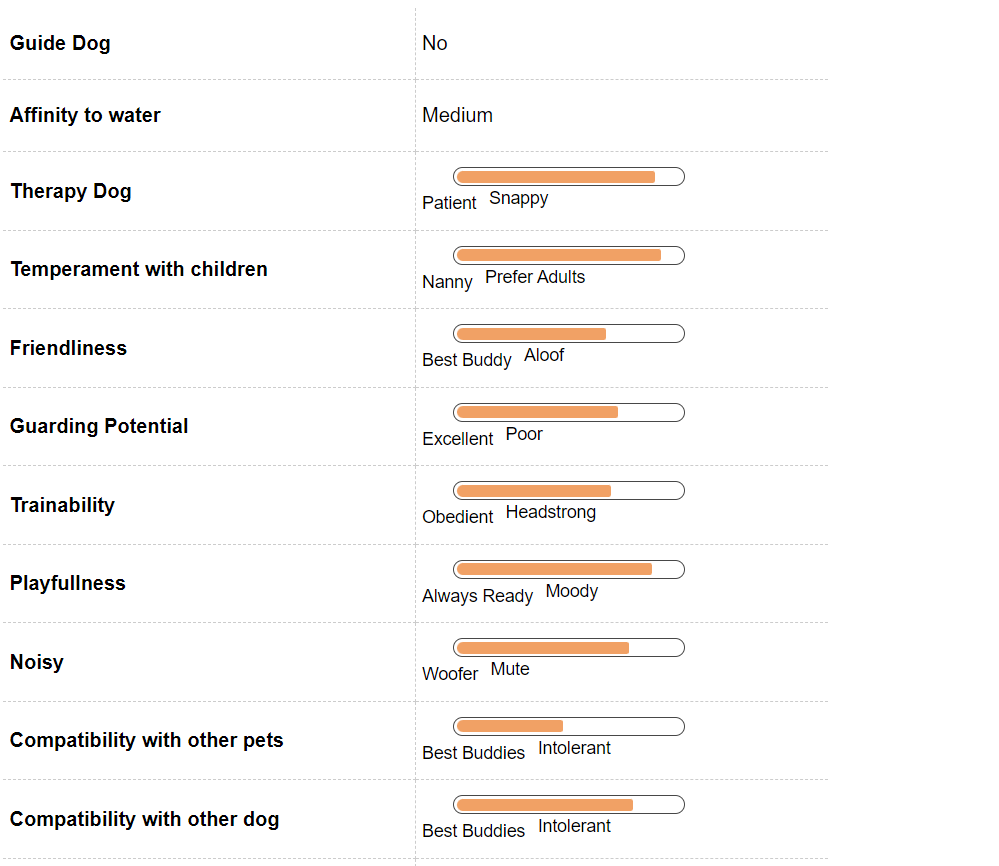 Guide Dog No
Affinity to water Medium
Therapy Dog Patient Snappy
Temperament with children Nanny Prefer Adults
Friendliness Best Buddy Aloof
Guarding Potential Excellent Poor
Trainability Obedient Headstrong
Playfullness Always Ready Moody
Noisy Woofer Mute
Compatibility with other pets Best Buddies Intolerant
Compatibility with other dog Best Buddies Intolerant